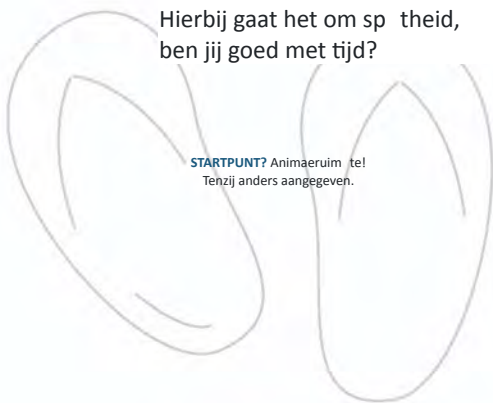 Hierbij gaat het om sp theid,
ben jij goed met tijd?
STARTPUNT? Animaeruim te!
Tenzij anders aangegeven.